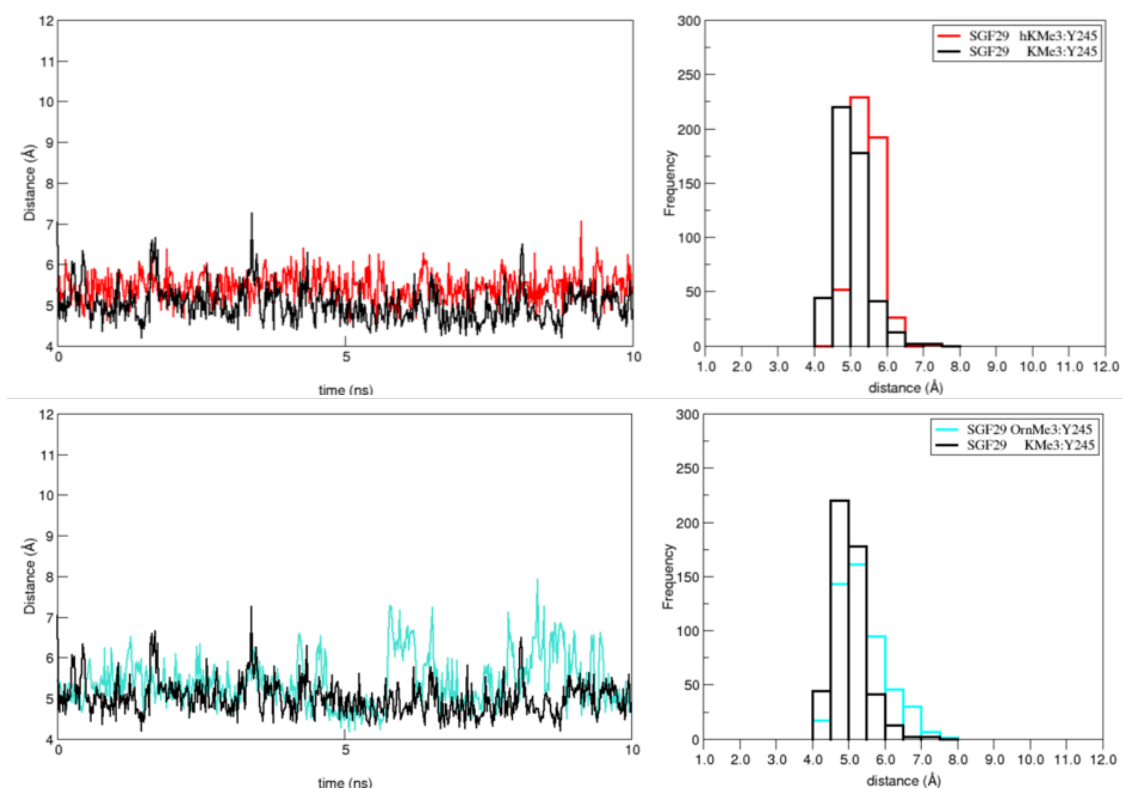 12
11
10
9
8
7
6
5
4
Distance (Å)
0
5
10
time (ns)
300
250
200
150
100
50
0
Frequency
SGF29 hKMe3:Y245
SGF29 KMe3:Y245
1.0 2.0 3.0 4.0 5.0 6.0 7.0 8.0 9.0 10.0 11.0 12.0
distance (Å)
12
11
10
9
8
7
6
5
4
Distance (Å)
0
5
10
time (ns)
300
250
200
150
100
50
0
Frequency
SGF29 OrnMe3:Y245
SGF29 KMe3:Y245
1.0 2.0 3.0 4.0 5.0 6.0 7.0 8.0 9.0 10.0 11.0 12.0
distance (Å)